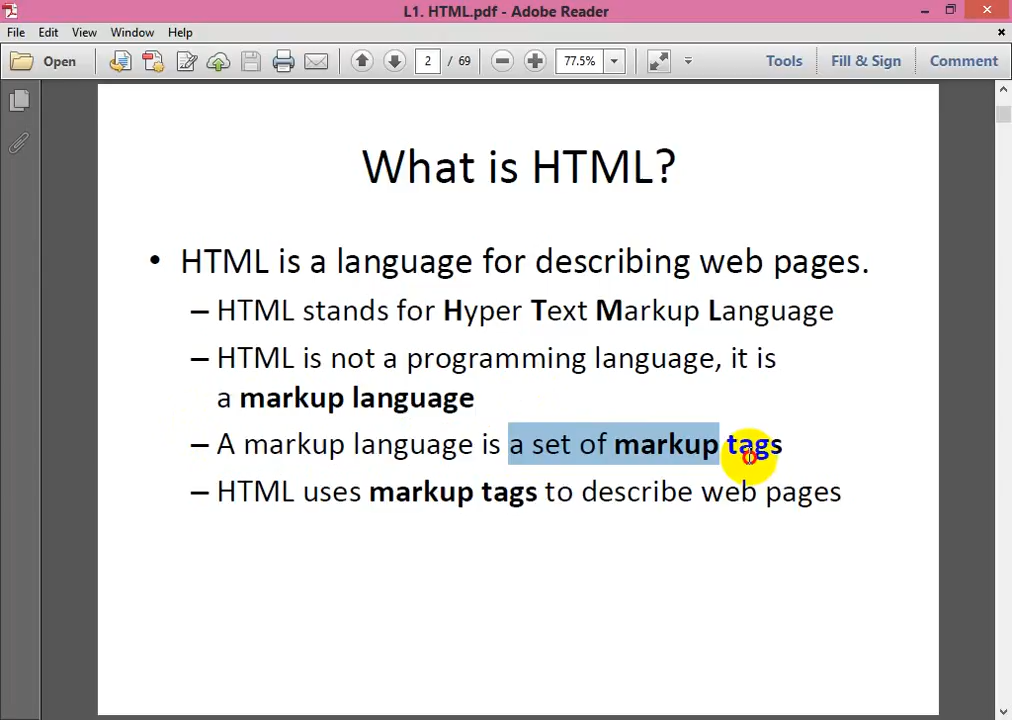 L1. HTML.pdf - Adobe Reader
File Edit View Window Help
Open 2 / 69 77.5% Tools Fill & Sign Comment
What is HTML?
• HTML is a language for describing web pages.
– HTML stands for Hyper Text Markup Language
– HTML is not a programming language, it is
a markup language
– A markup language is a set of markup tags
– HTML uses markup tags to describe web pages